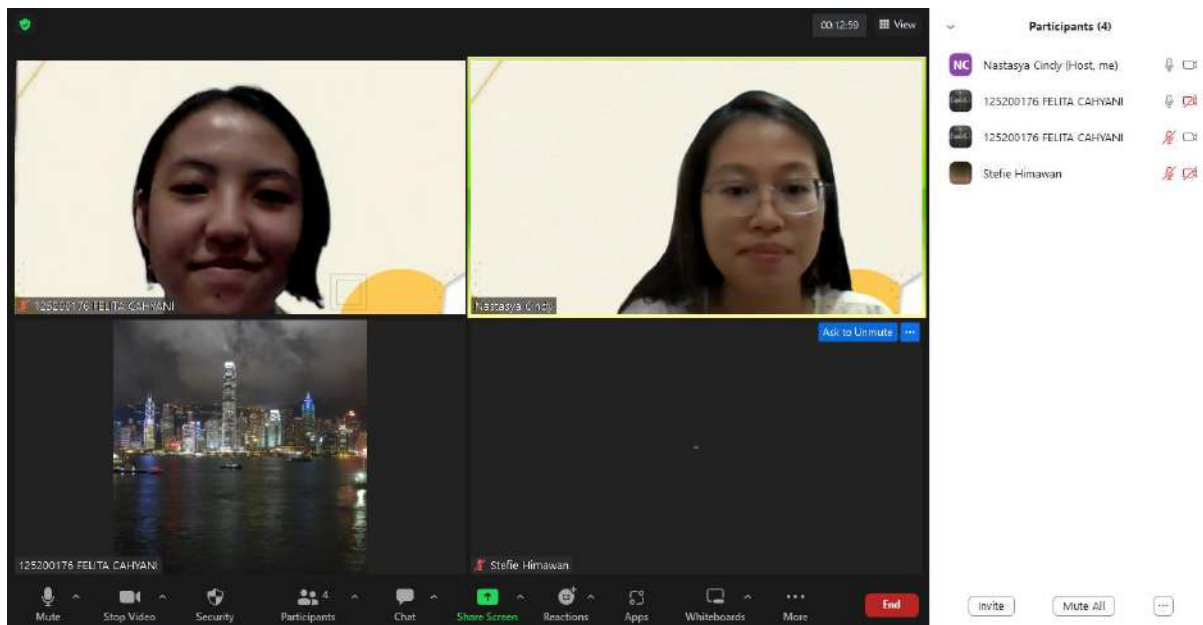 00:12:59 View
125200176 FELITA CAHYANI
Nastasya Cindy
Ask to Unmute ...
125200176 FELITA CAHYANI
Stefie Himawan
Mute
Stop Video
Security
4
Participants
Chat
Share Screen
Reactions
Apps
Whiteboards
More
End
Participants (4)
NC Nastasya Cindy (Host, me)
125200176 FELITA CAHYANI
125200176 FELITA CAHYANI
Stefie Himawan
Invite
Mute All
...